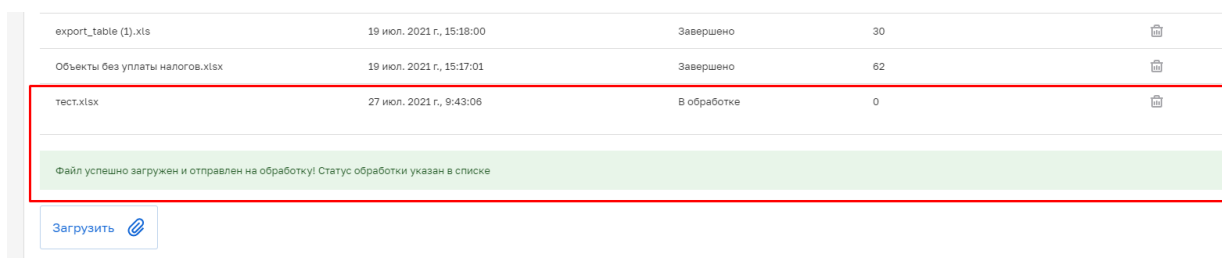 export_table (1).xls 19 июл. 2021 г., 15:18:00 Завершено 30
Объекты без уплаты налогов.xlsx 19 июл. 2021 г., 15:17:01 Завершено 62
тест.xlsx 27 июл. 2021 г., 9:43:06 В обработке 0
Файл успешно загружен и отправлен на обработку! Статус обработки указан в списке
Загрузить